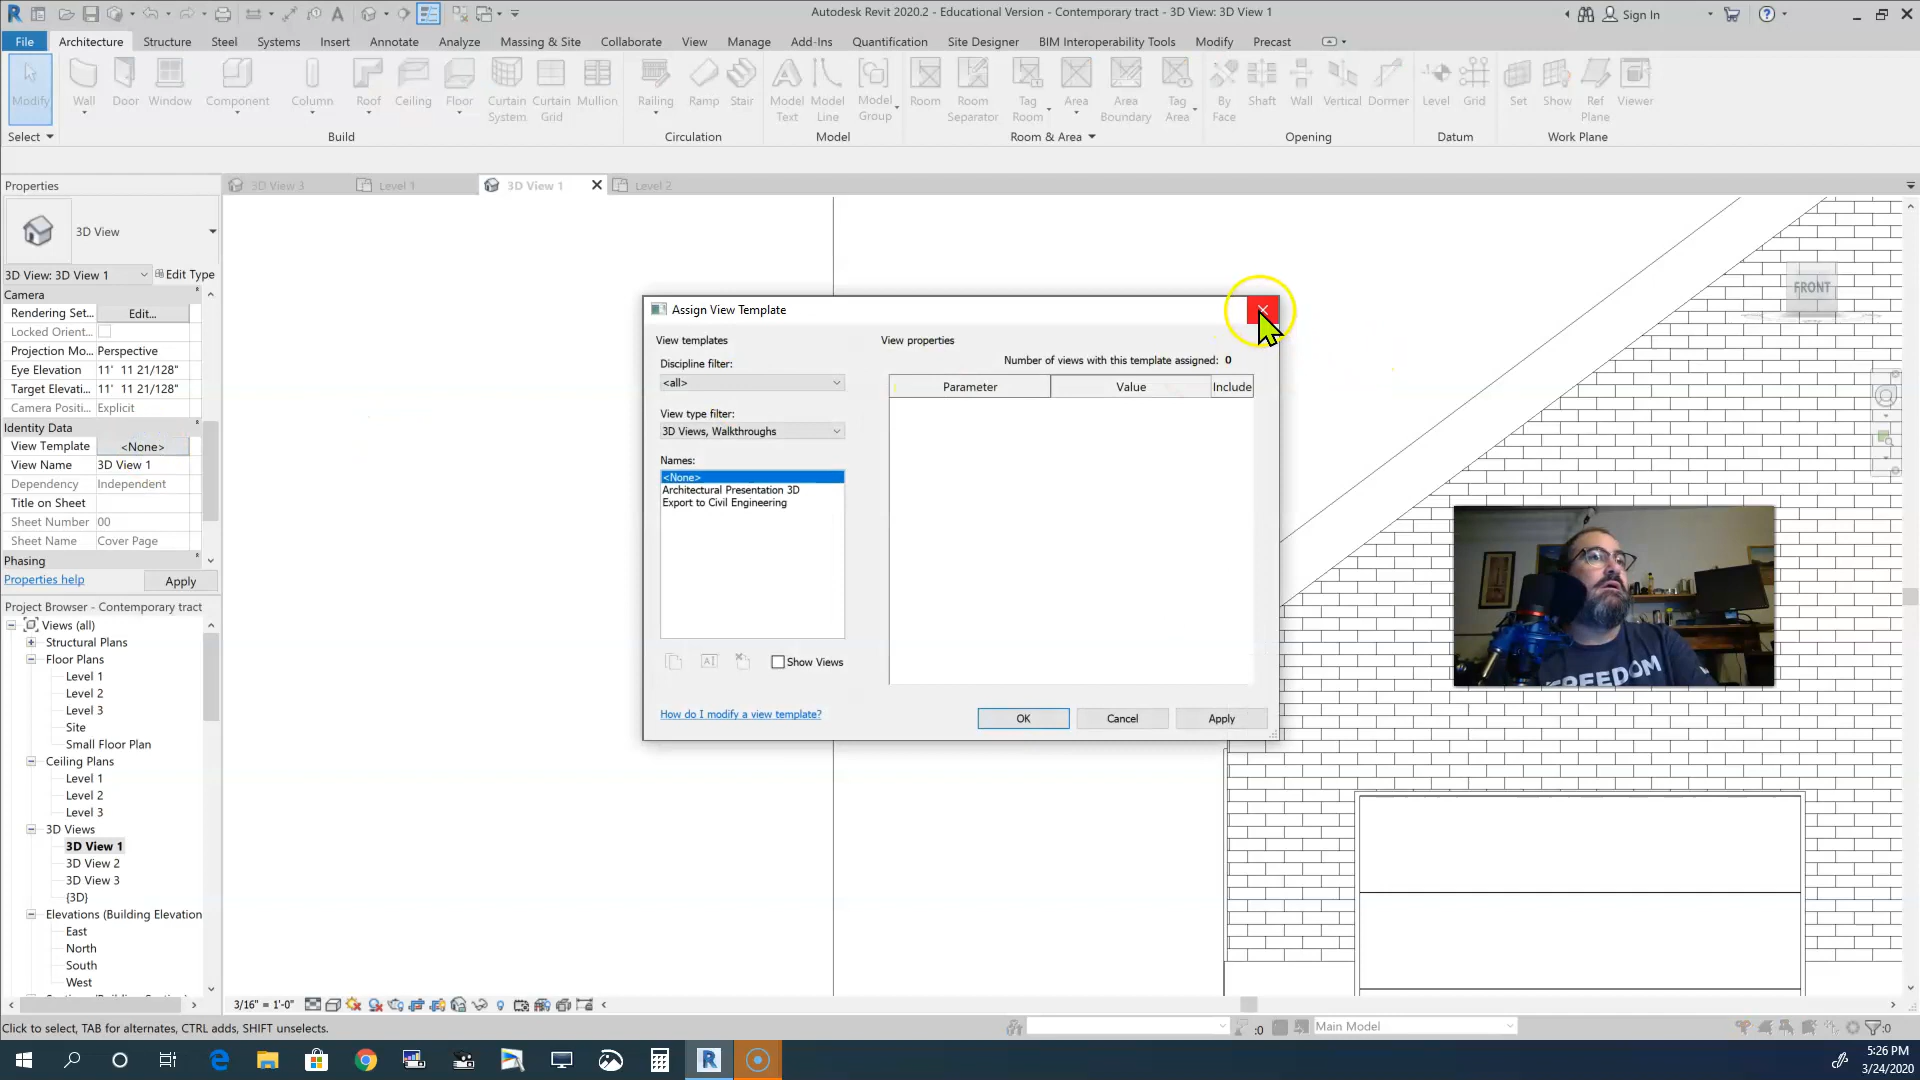 Autodesk Revit 2020.2 - Educational Version - Contemporary tract - 3D View: 3D View 1
Sign In
File Architecture Structure Steel Systems Insert Annotate Analyze Massing & Site Collaborate View Manage Add-Ins Quantification Site Designer BIM Interoperability Tools Modify Precast
Modify Wall Door Window Component Column Roof Ceiling Floor Curtain System Curtain Grid Mullion Railing Ramp Stair Model Text Model Line Model Group Room Room Separator Tag Room Area Area Boundary Tag Area By Face Shaft Wall Vertical Dormer Level Grid Set Show Ref Plane Viewer
Select Build Circulation Model Room & Area Opening Datum Work Plane
Properties
3D View 3 Level 1 3D View 1 Level 2
3D View
3D View: 3D View 1 Edit Type
Camera
Rendering Set... Edit...
Locked Orient...
Projection Mo... Perspective
Eye Elevation 11' 11 21/128"
Target Elevati... 11' 11 21/128"
Camera Positi... Explicit
Identity Data
View Template <None>
View Name 3D View 1
Dependency Independent
Title on Sheet
Sheet Number 00
Sheet Name Cover Page
Phasing
Properties help Apply
Project Browser - Contemporary tract
Views (all)
Structural Plans
Floor Plans
Level 1
Level 2
Level 3
Site
Small Floor Plan
Ceiling Plans
Level 1
Level 2
Level 3
3D Views
3D View 1
3D View 2
3D View 3
{3D}
Elevations (Building Elevation
East
North
South
West
Assign View Template
View templates
Discipline filter:
<all>
View type filter:
3D Views, Walkthroughs
Names:
<None>
Architectural Presentation 3D
Export to Civil Engineering
Show Views
How do I modify a view template?
View properties
Number of views with this template assigned: 0
Parameter Value Include
OK Cancel Apply
FRONT
FREEDOM
3/16" = 1'-0"
Click to select, TAB for alternates, CTRL adds, SHIFT unselects.
:0 Main Model :0
5:26 PM
3/24/2020